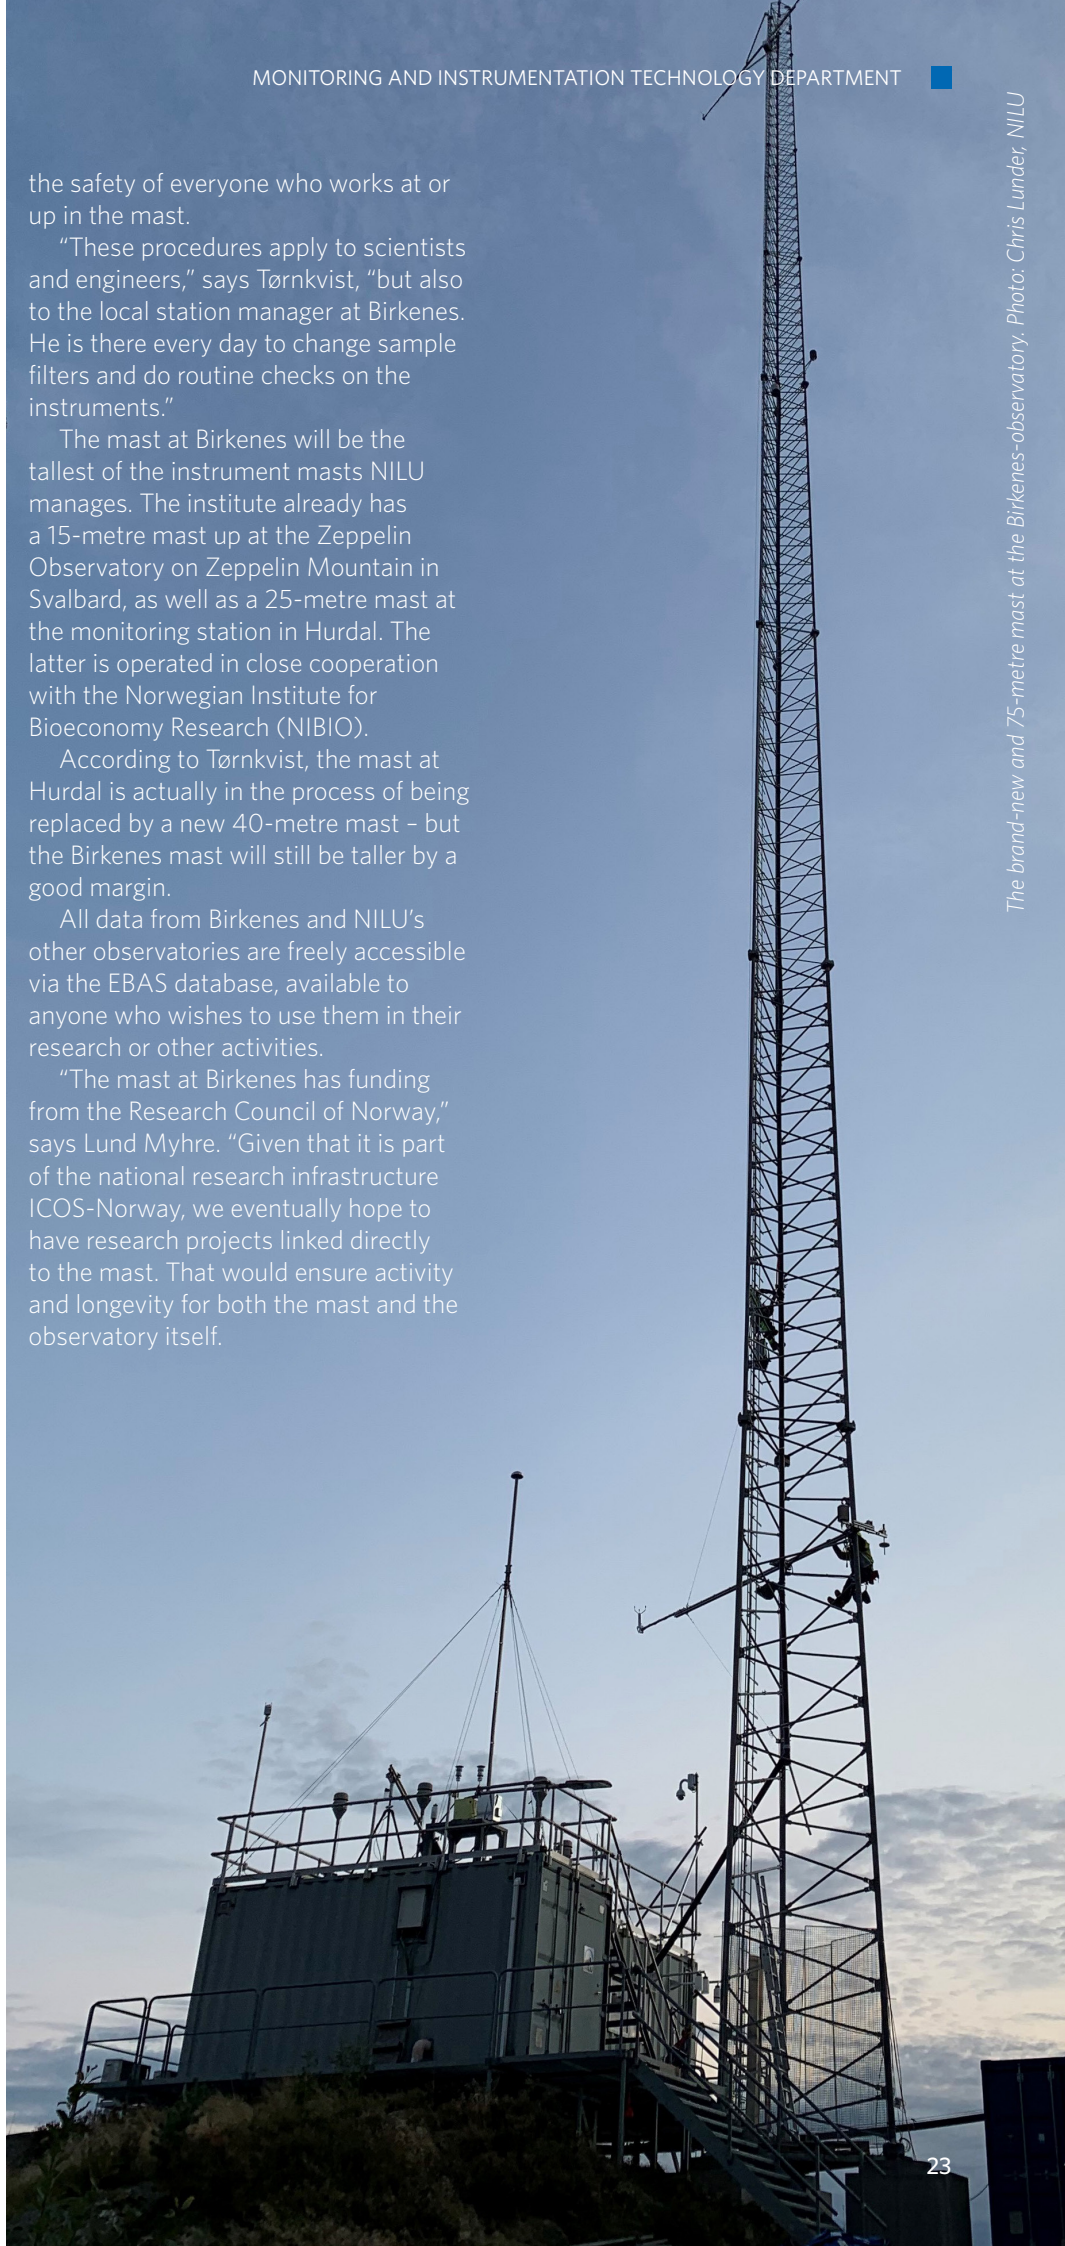 MONITORING AND INSTRUMENTATION TECHNOLOGY DEPARTMENT
the safety of everyone who works at or
up in the mast.
“These procedures apply to scientists
and engineers,” says Tørnkvist, “but also
to the local station manager at Birkenes.
He is there every day to change sample
filters and do routine checks on the
instruments.”
The mast at Birkenes will be the
tallest of the instrument masts NILU
manages. The institute already has
a 15-metre mast up at the Zeppelin
Observatory on Zeppelin Mountain in
Svalbard, as well as a 25-metre mast at
the monitoring station in Hurdal. The
latter is operated in close cooperation
with the Norwegian Institute for
Bioeconomy Research (NIBIO).
According to Tørnkvist, the mast at
Hurdal is actually in the process of being
replaced by a new 40-metre mast – but
the Birkenes mast will still be taller by a
good margin.
All data from Birkenes and NILU’s
other observatories are freely accessible
via the EBAS database, available to
anyone who wishes to use them in their
research or other activities.
“The mast at Birkenes has funding
from the Research Council of Norway,”
says Lund Myhre. “Given that it is part
of the national research infrastructure
ICOS-Norway, we eventually hope to
have research projects linked directly
to the mast. That would ensure activity
and longevity for both the mast and the
observatory itself.
The brand-new and 75-metre mast at the Birkenes-observatory. Photo: Chris Lunder, NILU
23